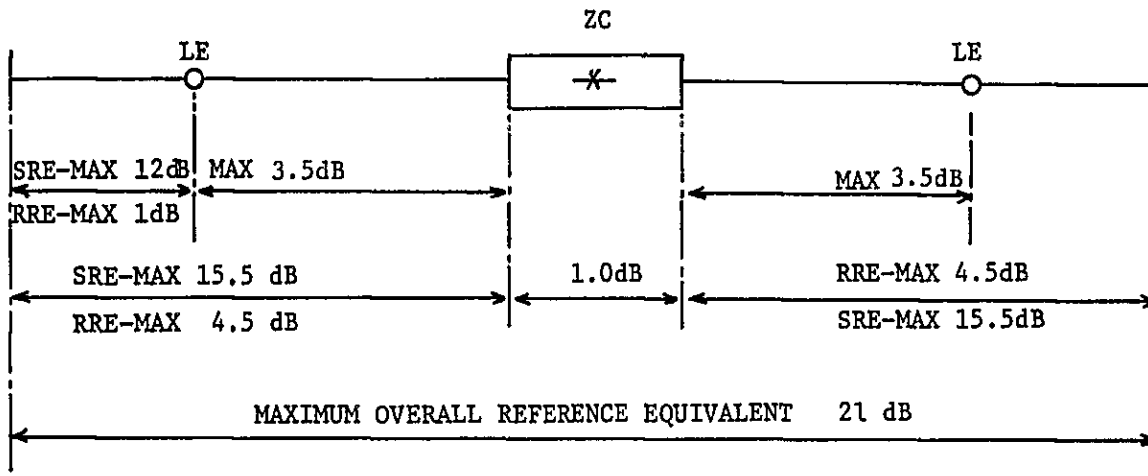 ZC
LE
LE
X
SRE-MAX 12dB MAX 3.5dB
MAX 3.5dB
RRE-MAX 1dB
SRE-MAX 15.5 dB
1.0dB
RRE-MAX 4.5dB
RRE-MAX 4.5 dB
SRE-MAX 15.5dB
MAXIMUM OVERALL REFERENCE EQUIVALENT 21 dB